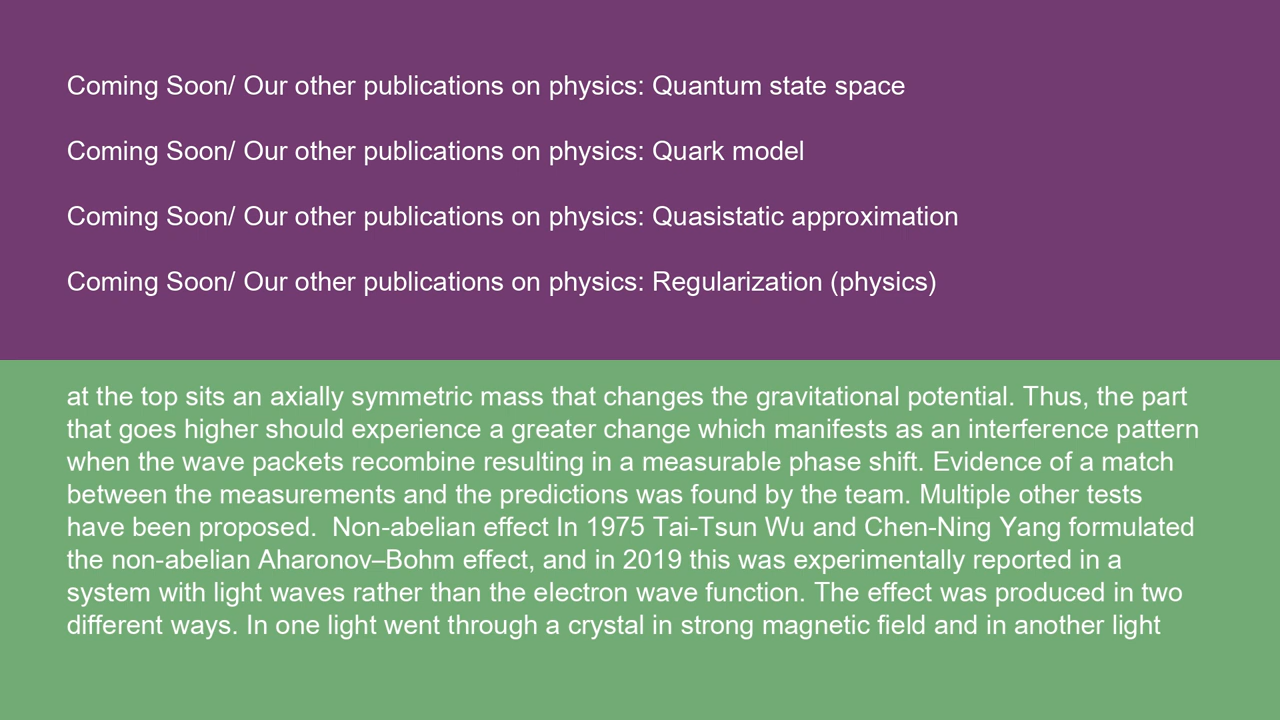 Coming Soon/ Our other publications on physics: Quantum state space
Coming Soon/ Our other publications on physics: Quark model
Coming Soon/ Our other publications on physics: Quasistatic approximation
Coming Soon/ Our other publications on physics: Regularization (physics)
at the top sits an axially symmetric mass that changes the gravitational potential. Thus, the part
that goes higher should experience a greater change which manifests as an interference pattern
when the wave packets recombine resulting in a measurable phase shift. Evidence of a match
between the measurements and the predictions was found by the team. Multiple other tests
have been proposed.  Non-abelian effect In 1975 Tai-Tsun Wu and Chen-Ning Yang formulated
the non-abelian Aharonov–Bohm effect, and in 2019 this was experimentally reported in a
system with light waves rather than the electron wave function. The effect was produced in two
different ways. In one light went through a crystal in strong magnetic field and in another light